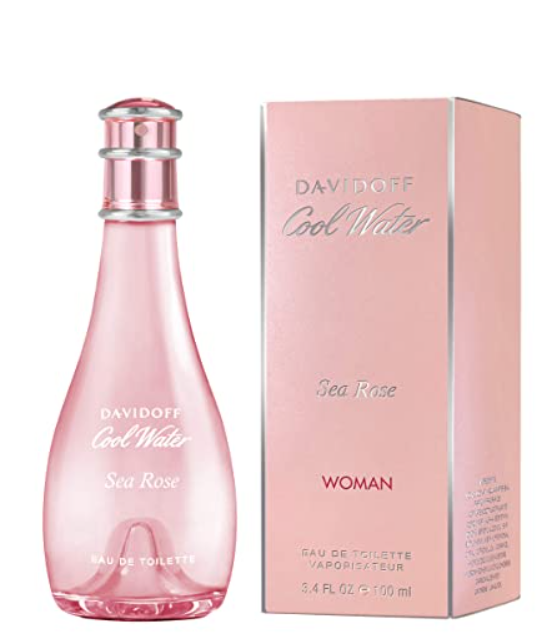 DAVIDOFF
Cool Water
Sea Rose
EAU DE TOILETTE
DAVIDOFF
Cool Water
Sea Rose
WOMAN
EAU DE TOILETTE
VAPORISATEUR
3.4 FL OZ ℮ 100 ml